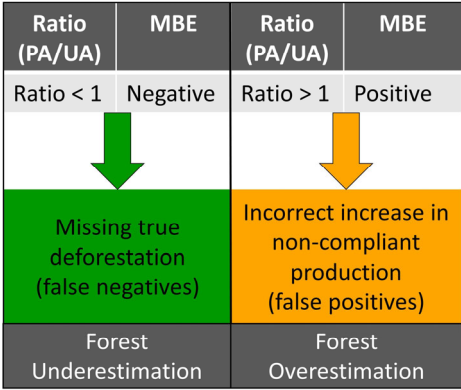 Ratio
(PA/UA)
MBE
Ratio
(PA/UA)
MBE
Ratio < 1
Negative
Ratio > 1
Positive
Missing true
deforestation
(false negatives)
Incorrect increase in
non-compliant
production
(false positives)
Forest
Underestimation
Forest
Overestimation